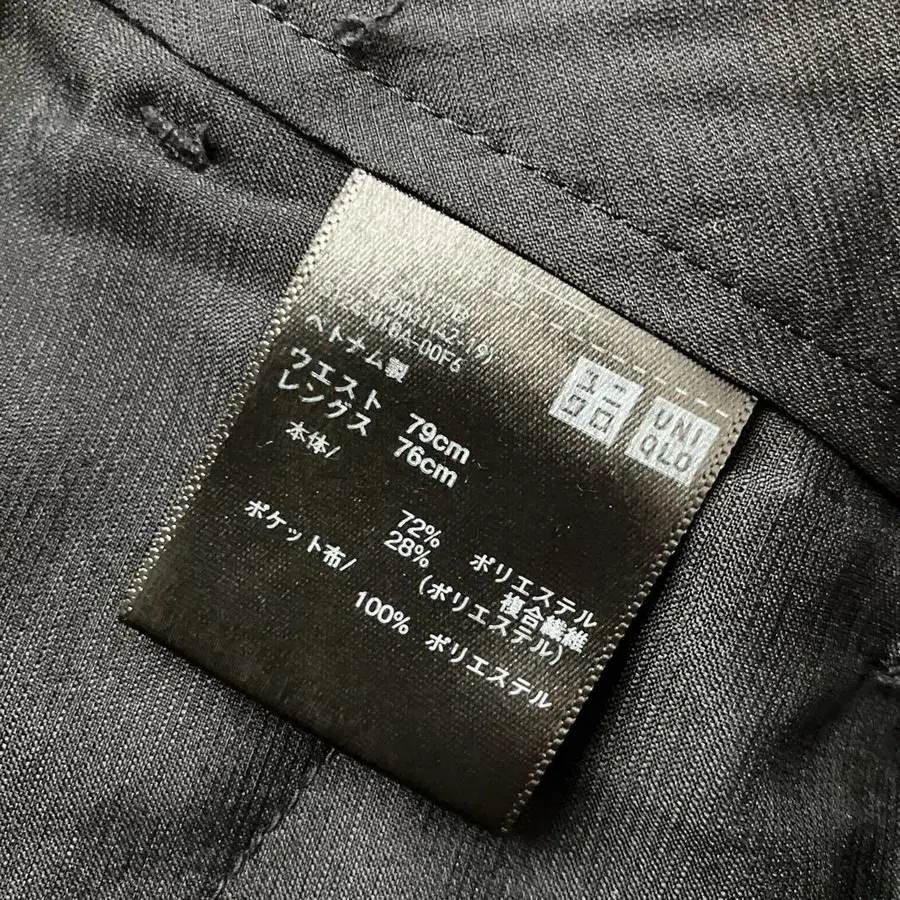 ユニ
クロ
UNI
QLO
ベトナム製
ウエスト 79cm
レングス 76cm
本体/
72% ポリエステル
28% 複合繊維
(ポリエステル)
ポケット布/
100% ポリエステル